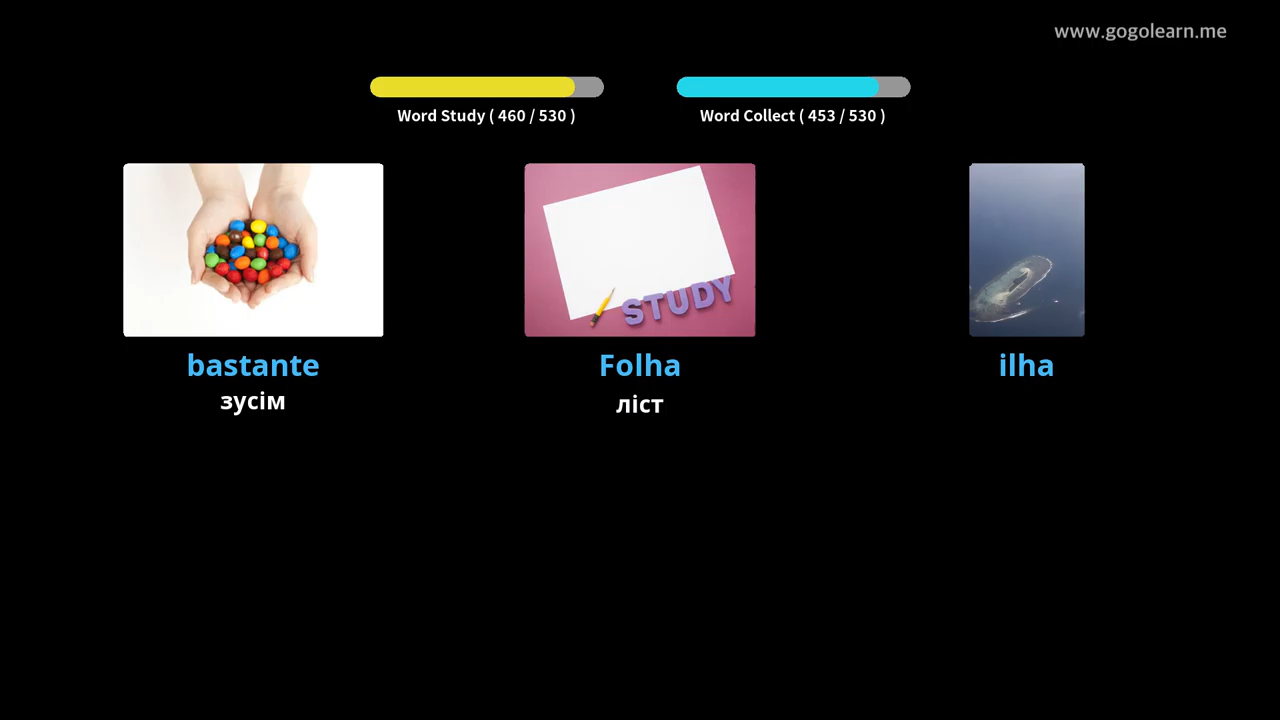 www.gogolearn.me
Word Study ( 460 / 530 )
Word Collect ( 453 / 530 )
STUDY
bastante
Folha
ilha
зусім
ліст